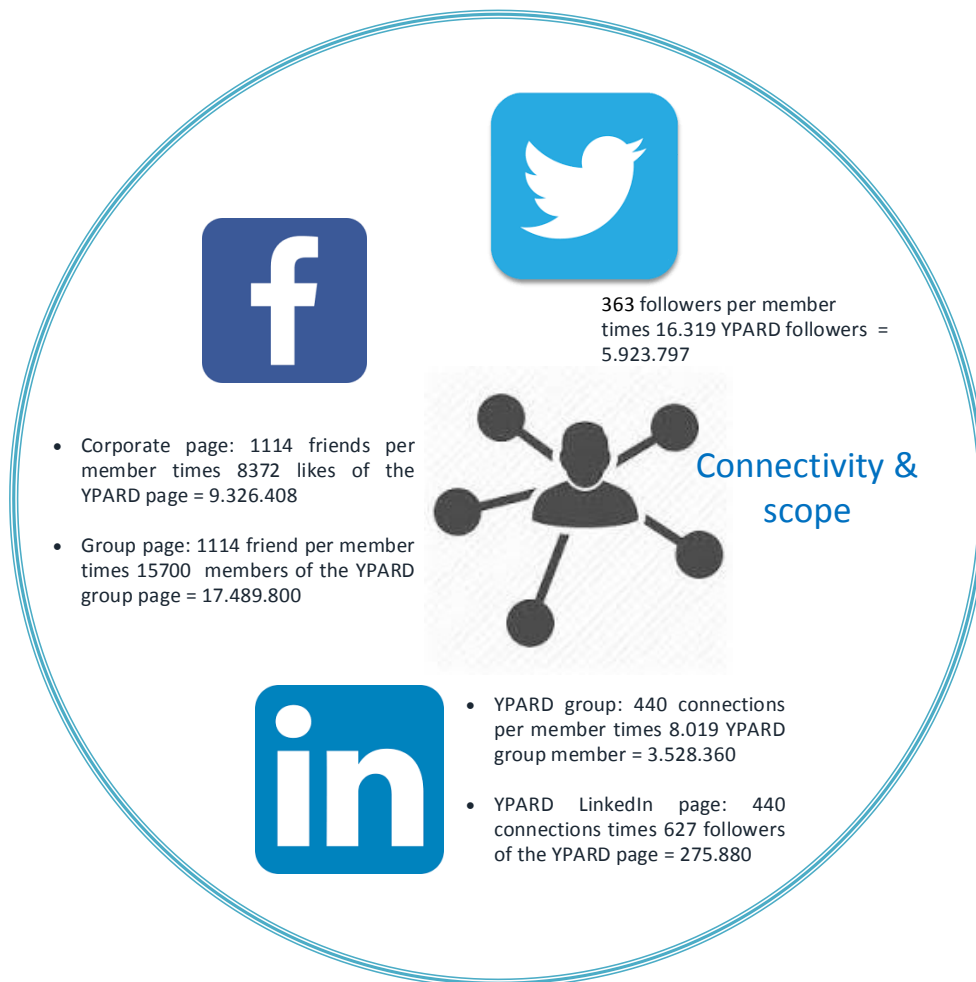 363 followers per member
times 16.319 YPARD followers =
5.923.797
• Corporate page: 1114 friends per
member times 8372 likes of the
YPARD page = 9.326.408
• Group page: 1114 friend per member
times 15700 members of the YPARD
group page = 17.489.800
Connectivity &
scope
• YPARD group: 440 connections
per member times 8.019 YPARD
group member = 3.528.360
• YPARD LinkedIn page: 440
connections times 627 followers
of the YPARD page = 275.880
f
in